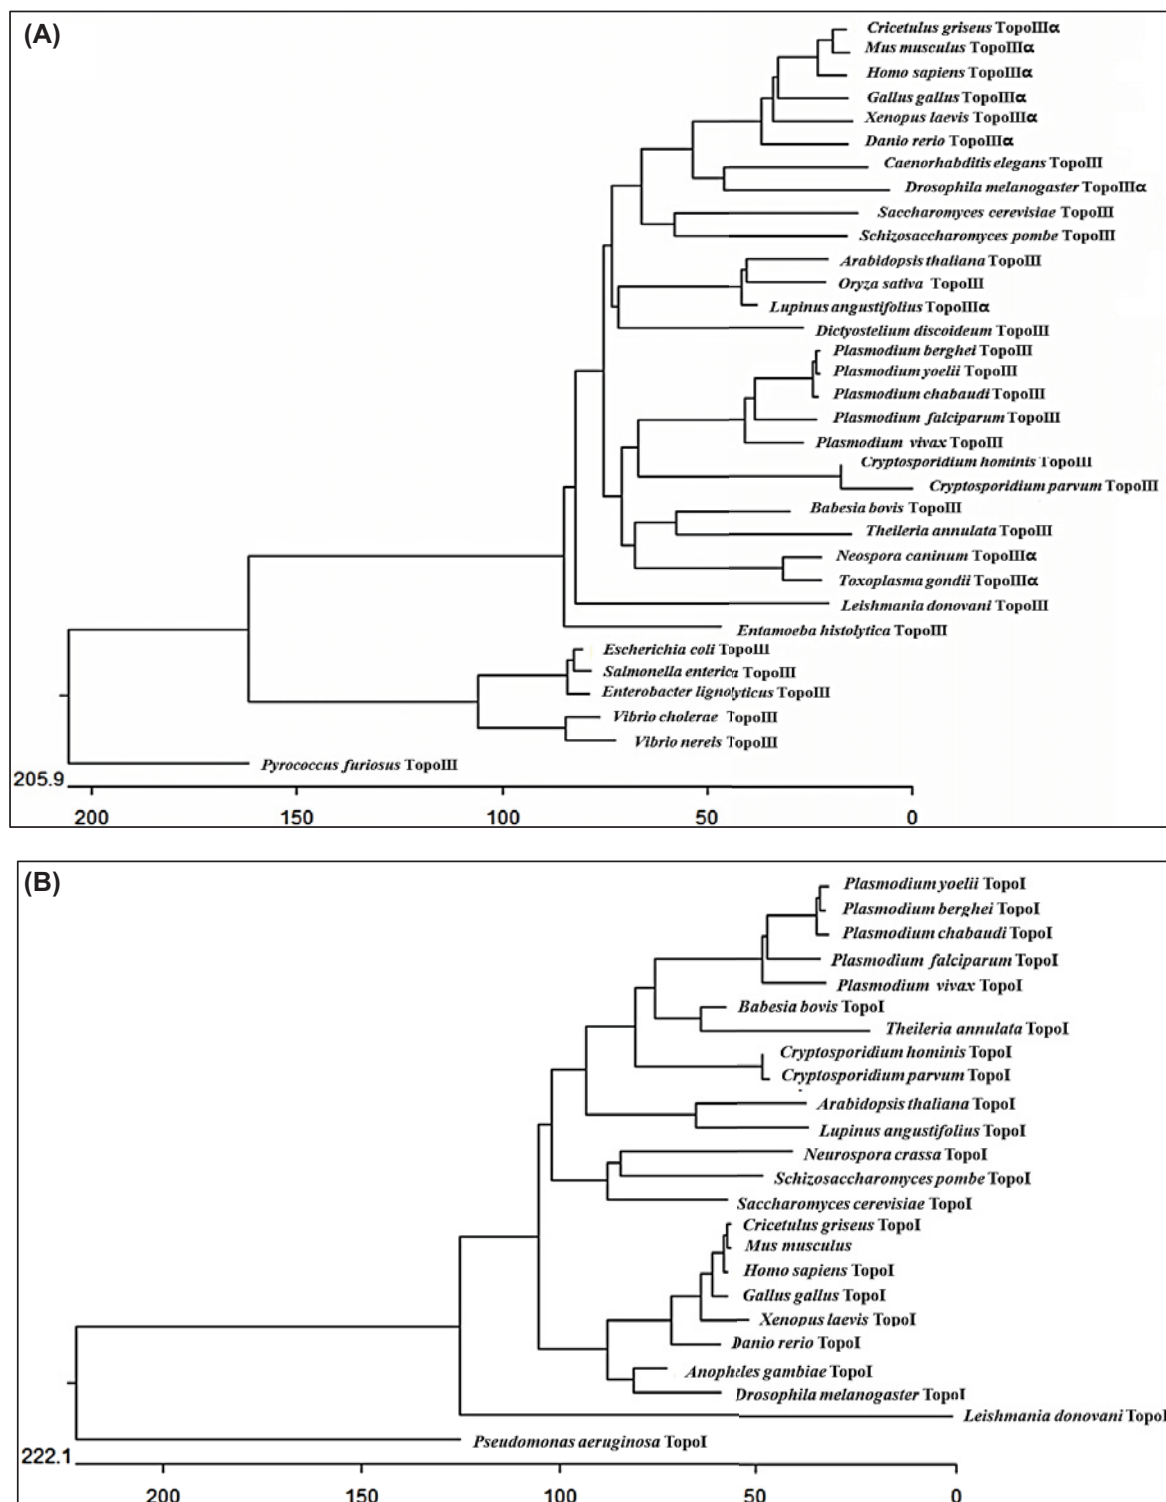 (A)
Cricetulus griseus TopoIIIα
Mus musculus TopoIIIα
Homo sapiens TopoIIIα
Gallus gallus TopoIIIα
Xenopus laevis TopoIIIα
Danio rerio TopoIIIα
Caenorhabditis elegans TopoIII
Drosophila melanogaster TopoIIIα
Saccharomyces cerevisiae TopoIII
Schizosaccharomyces pombe TopoIII
Arabidopsis thaliana TopoIII
Oryza sativa TopoIII
Lupinus angustifolius TopoIIIα
Dictyostelium discoideum TopoIII
Plasmodium berghei TopoIII
Plasmodium yoelii TopoIII
Plasmodium chabaudi TopoIII
Plasmodium falciparum TopoIII
Plasmodium vivax TopoIII
Cryptosporidium hominis TopoIII
Cryptosporidium parvum TopoIII
Babesia bovis TopoIII
Theileria annulata TopoIII
Neospora caninum TopoIIIα
Toxoplasma gondii TopoIIIα
Leishmania donovani TopoIII
Entamoeba histolytica TopoIII
Escherichia coli TopoIII
Salmonella enterica TopoIII
Enterobacter lignolyticus TopoIII
Vibrio cholerae TopoIII
Vibrio nereis TopoIII
Pyrococcus furiosus TopoIII
205.9
200 150 100 50 0
(B)
Plasmodium yoelii TopoI
Plasmodium berghei TopoI
Plasmodium chabaudi TopoI
Plasmodium falciparum TopoI
Plasmodium vivax TopoI
Babesia bovis TopoI
Theileria annulata TopoI
Cryptosporidium hominis TopoI
Cryptosporidium parvum TopoI
Arabidopsis thaliana TopoI
Lupinus angustifolius TopoI
Neurospora crassa TopoI
Schizosaccharomyces pombe TopoI
Saccharomyces cerevisiae TopoI
Cricetulus griseus TopoI
Mus musculus
Homo sapiens TopoI
Gallus gallus TopoI
Xenopus laevis TopoI
Danio rerio TopoI
Anopheles gambiae TopoI
Drosophila melanogaster TopoI
Leishmania donovani TopoI
Pseudomonas aeruginosa TopoI
222.1
200 150 100 50 0